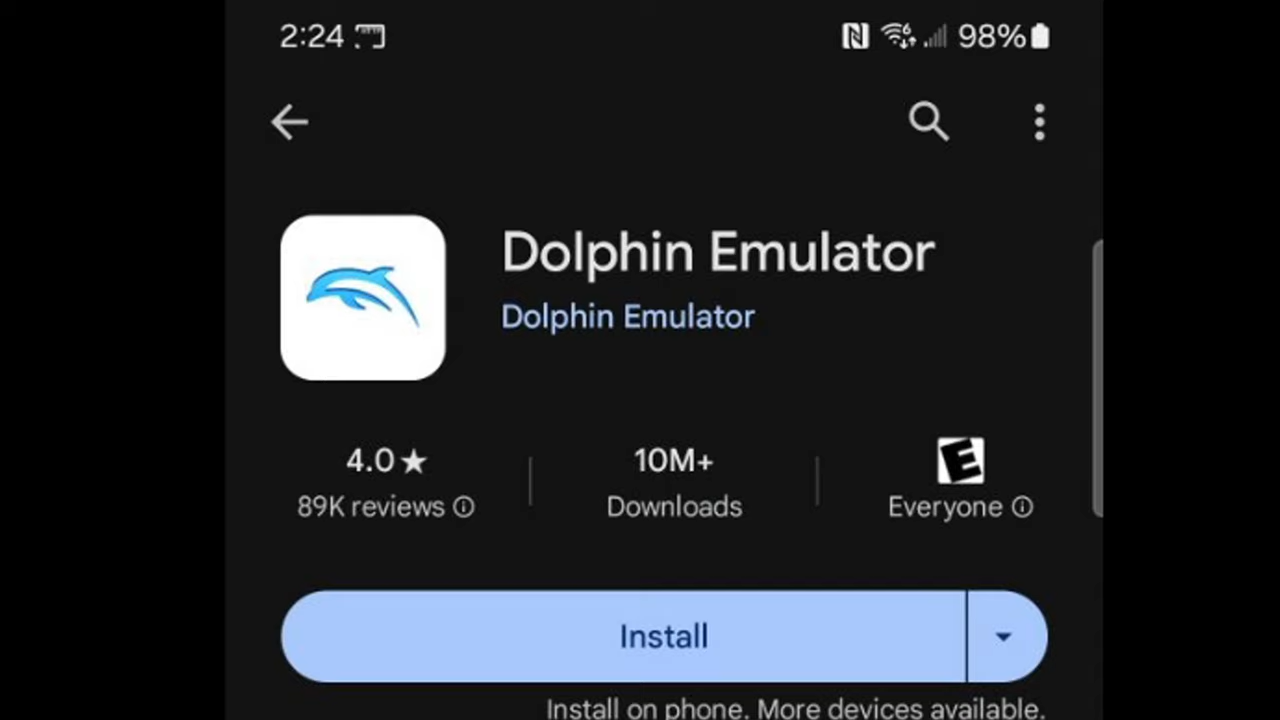 2:24 98%
Dolphin Emulator
Dolphin Emulator
4.0★ 10M+ E
89K reviews Downloads Everyone
Install
Install on phone. More devices available.